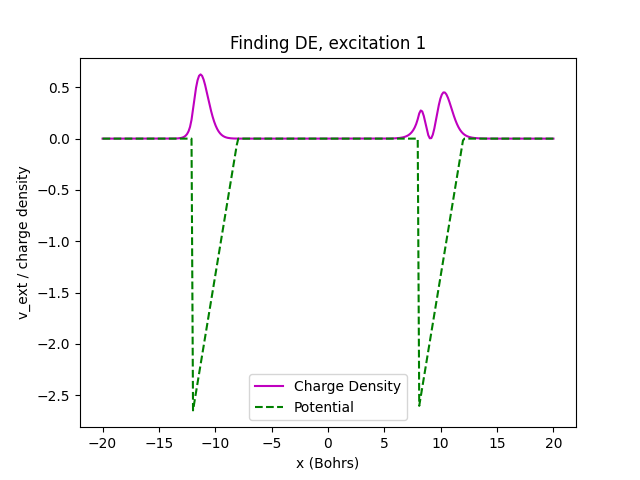 Finding DE, excitation 1
v_ext / charge density
0.5
0.0
−0.5
−1.0
−1.5
−2.0
−2.5
Charge Density
Potential
−20 −15 −10 −5 0 5 10 15 20
x (Bohrs)